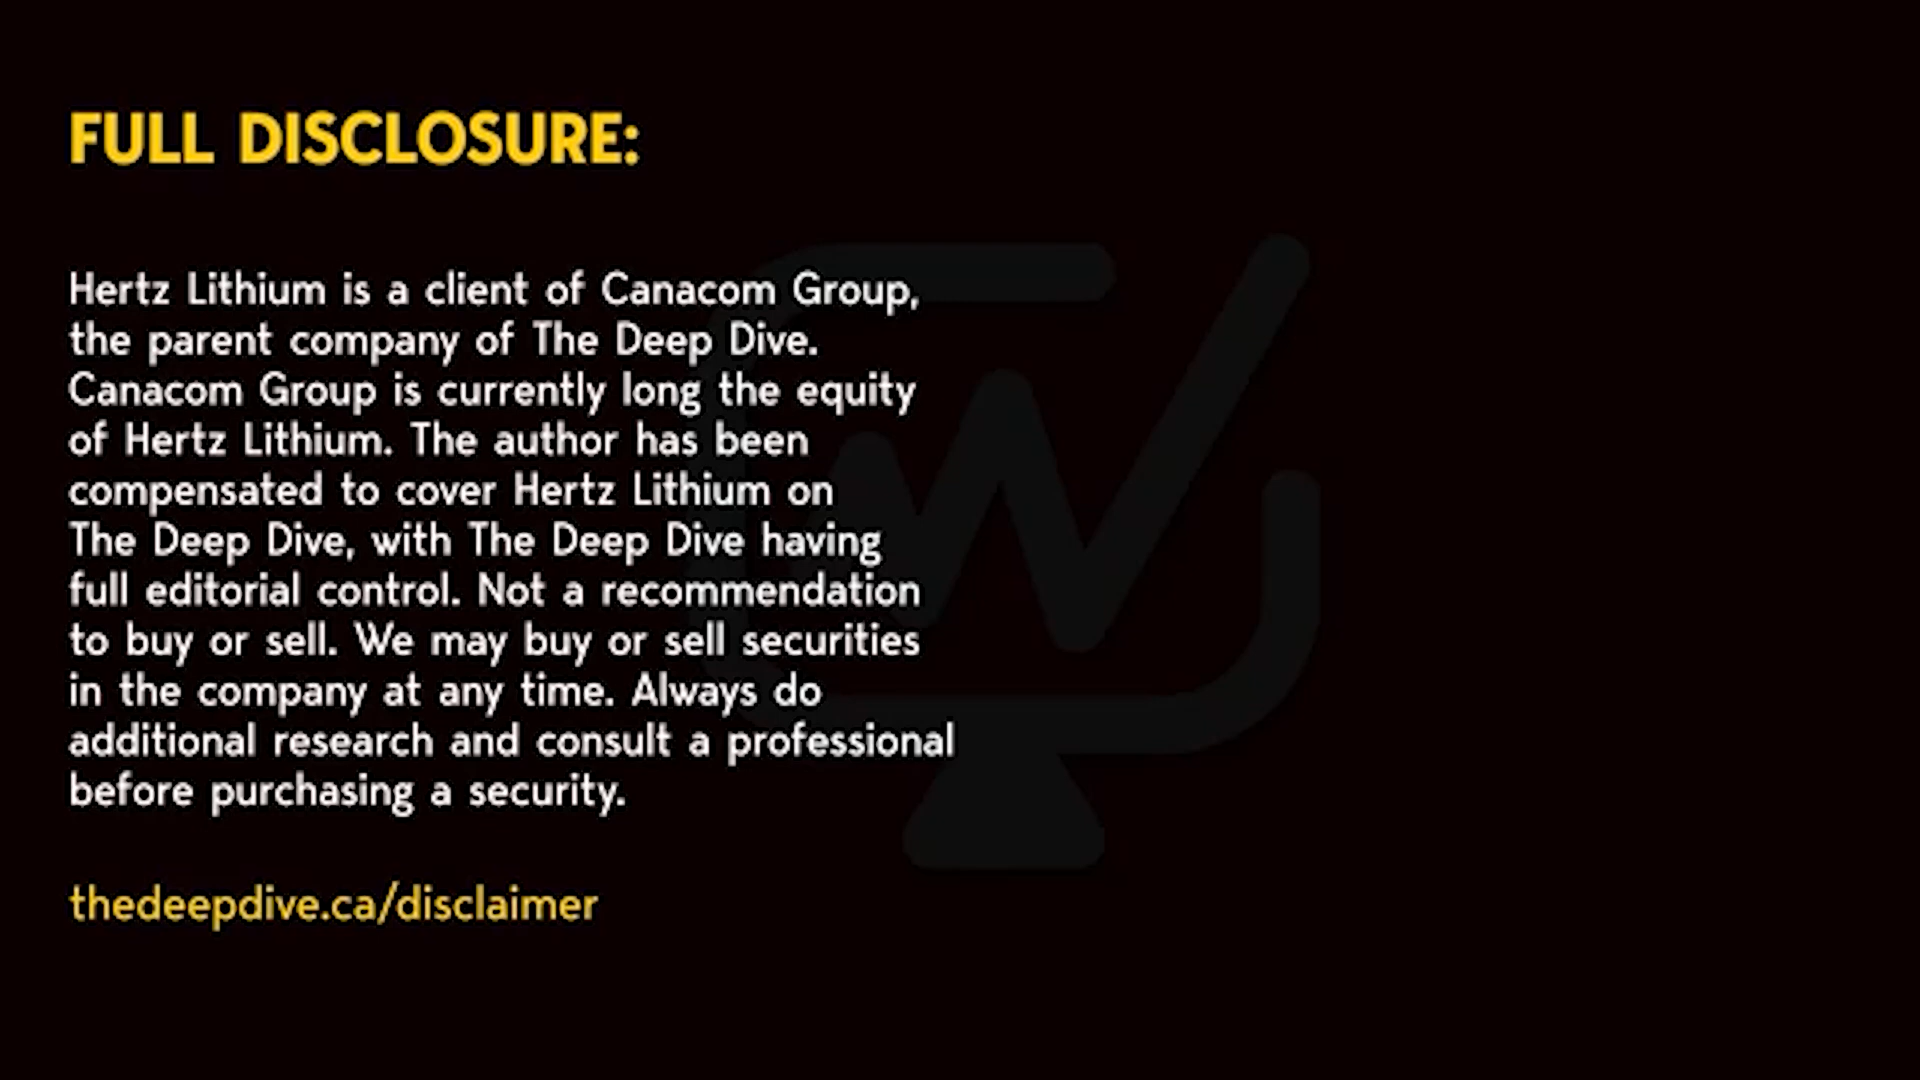 FULL DISCLOSURE:
Hertz Lithium is a client of Canacom Group,
the parent company of The Deep Dive.
Canacom Group is currently long the equity
of Hertz Lithium. The author has been
compensated to cover Hertz Lithium on
The Deep Dive, with The Deep Dive having
full editorial control. Not a recommendation
to buy or sell. We may buy or sell securities
in the company at any time. Always do
additional research and consult a professional
before purchasing a security.
thedeepdive.ca/disclaimer